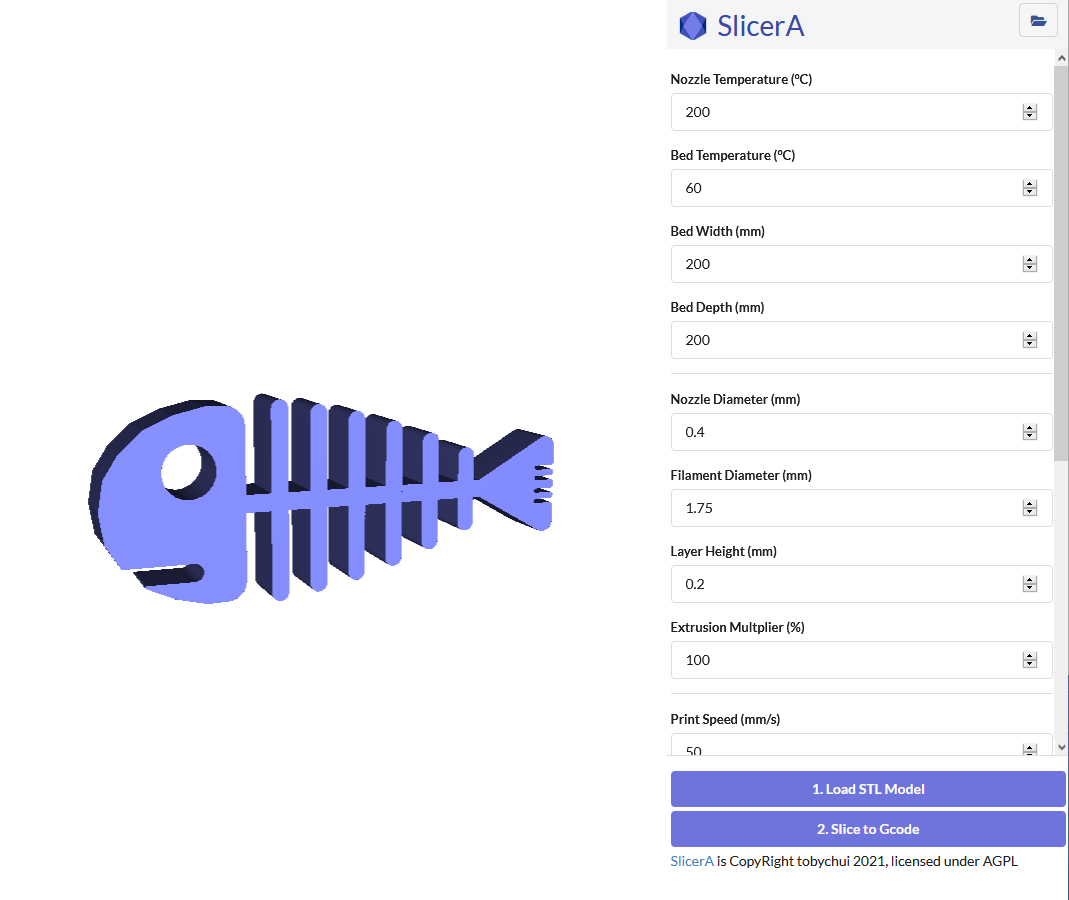 SlicerA
Nozzle Temperature (ºC)
200
Bed Temperature (ºC)
60
Bed Width (mm)
200
Bed Depth (mm)
200
Nozzle Diameter (mm)
0.4
Filament Diameter (mm)
1.75
Layer Height (mm)
0.2
Extrusion Multplier (%)
100
Print Speed (mm/s)
50
1. Load STL Model
2. Slice to Gcode
SlicerA is CopyRight tobychui 2021, licensed under AGPL